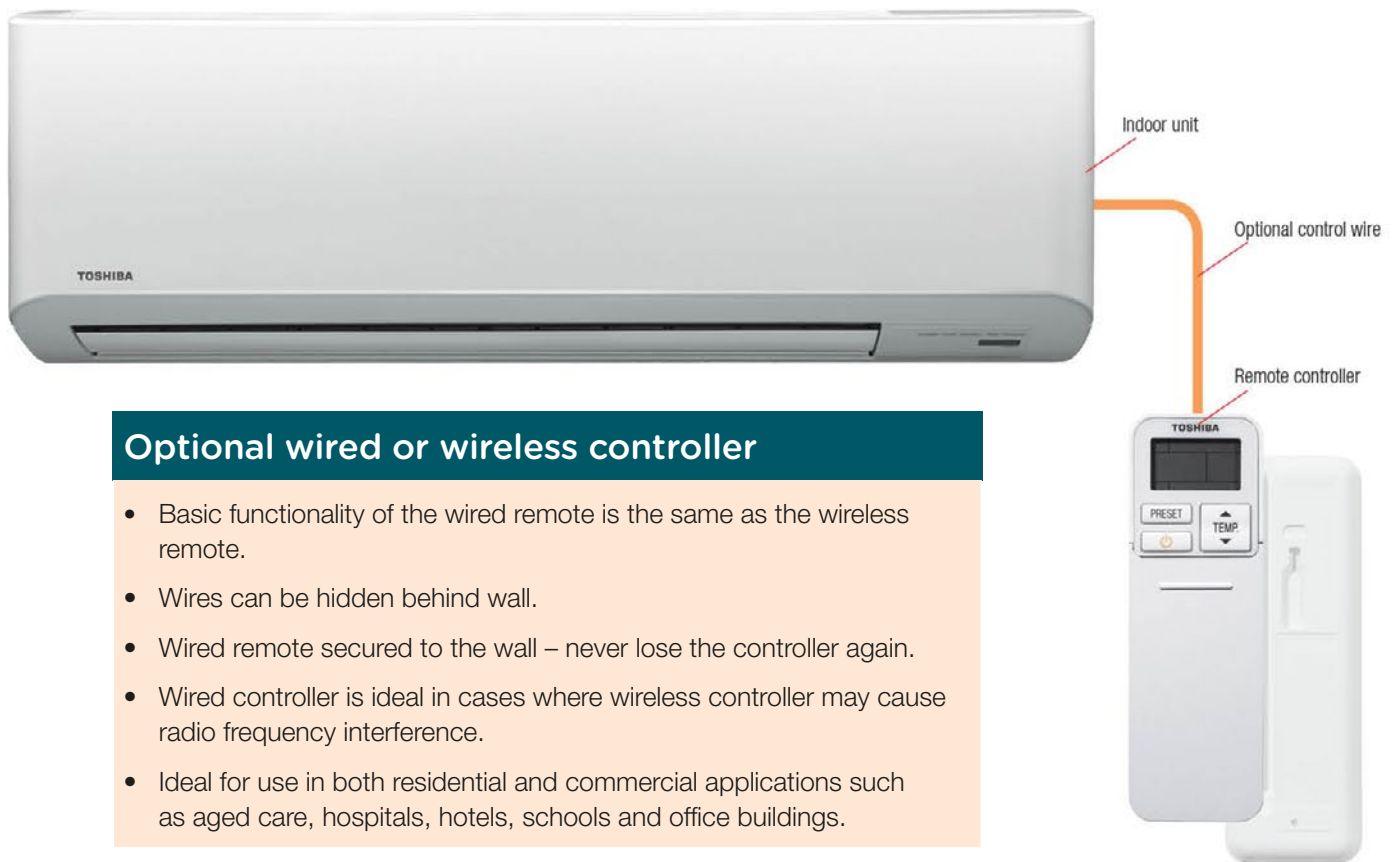 Indoor unit
Optional control wire
TOSHIBA
Remote controller
TOSHIBA
PRESET
TEMP.
Optional wired or wireless controller
• Basic functionality of the wired remote is the same as the wireless
remote.
• Wires can be hidden behind wall.
• Wired remote secured to the wall – never lose the controller again.
• Wired controller is ideal in cases where wireless controller may cause
radio frequency interference.
• Ideal for use in both residential and commercial applications such
as aged care, hospitals, hotels, schools and office buildings.